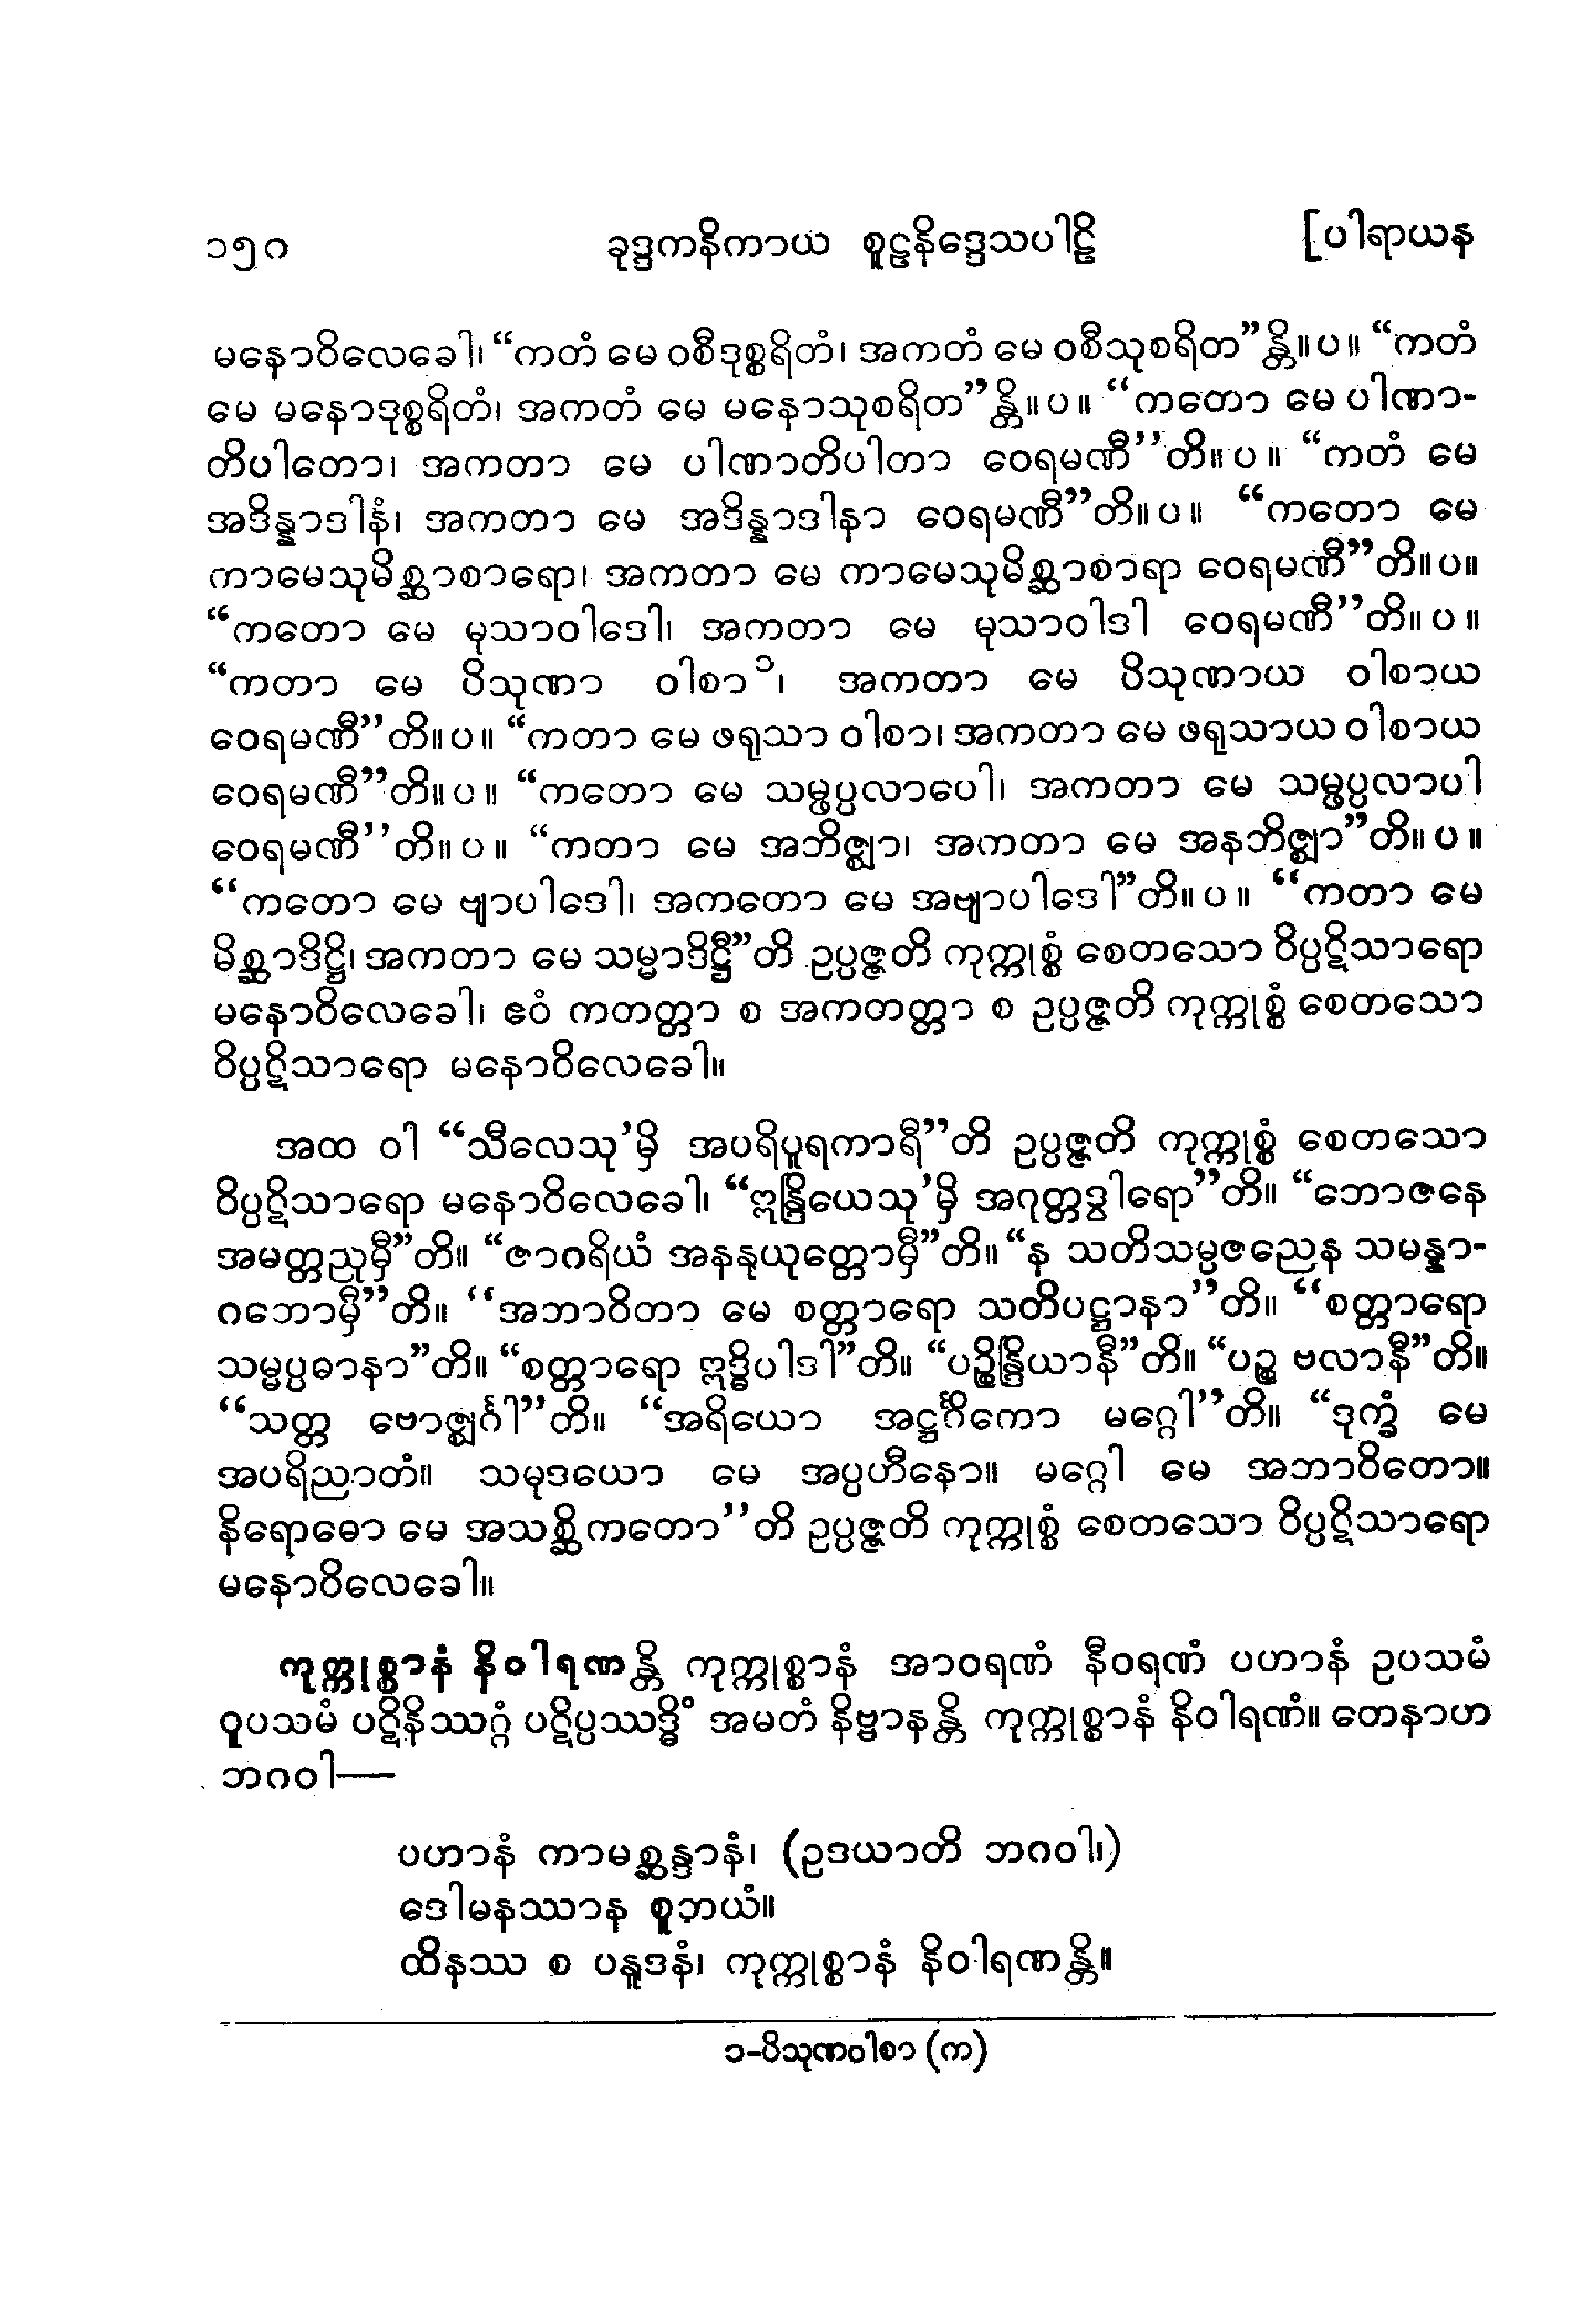 ၁၅၈ ခုဒ္ဒကနိကာယ စူဠနိဒ္ဒေသပါဠိ [ပါရာယန
မနောဝိလေခေါ၊ “ကတံ မေ ဝစီဒုစ္စရိတံ၊ အကတံ မေ ဝစီသုစရိတ”န္တိ။ပ။ “ကတံ
မေ မနောဒုစ္စရိတံ၊ အကတံ မေ မနောသုစရိတ”န္တိ။ပ။ “ကတော မေ ပါဏာ-
တိပါတော၊ အကတာ မေ ပါဏာတိပါတာ ဝေရမဏီ”တိ။ပ။ “ကတံ မေ
အဒိန္နာဒါနံ၊ အကတာ မေ အဒိန္နာဒါနာ ဝေရမဏီ”တိ။ပ။ “ကတော မေ
ကာမေသုမိစ္ဆာစာရော၊ အကတာ မေ ကာမေသုမိစ္ဆာစာရာ ဝေရမဏီ”တိ။ပ။
“ကတော မေ မုသာဝါဒေါ၊ အကတာ မေ မုသာဝါဒါ ဝေရမဏီ”တိ။ပ။
“ကတာ မေ ပိသုဏာ ဝါစာ၁၊ အကတာ မေ ပိသုဏာယ ဝါစာယ
ဝေရမဏီ”တိ။ပ။ “ကတာ မေ ဖရုသာ ဝါစာ၊ အကတာ မေ ဖရုသာယ ဝါစာယ
ဝေရမဏီ”တိ။ပ။ “ကတော မေ သမ္ဖပ္ပလာပေါ၊ အကတာ မေ သမ္ဖပ္ပလာပါ
ဝေရမဏီ”တိ။ပ။ “ကတာ မေ အဘိဇ္ဈာ၊ အကတာ မေ အနဘိဇ္ဈာ”တိ။ပ။
“ကတော မေ ဗျာပါဒေါ၊ အကတော မေ အဗျာပါဒေါ”တိ။ပ။ “ကတာ မေ
မိစ္ဆာဒိဋ္ဌိ၊ အကတာ မေ သမ္မာဒိဋ္ဌီ”တိ ဥပ္ပဇ္ဇတိ ကုက္ကုစ္စံ စေတသော ဝိပ္ပဋိသာရော
မနောဝိလေခေါ၊ ဧဝံ ကတတ္တာ စ အကတတ္တာ စ ဥပ္ပဇ္ဇတိ ကုက္ကုစ္စံ စေတသော
ဝိပ္ပဋိသာရော မနောဝိလေခေါ။
အထ ဝါ “သီလေသု’မှိ အပရိပူရကာရီ”တိ ဥပ္ပဇ္ဇတိ ကုက္ကုစ္စံ စေတသော
ဝိပ္ပဋိသာရော မနောဝိလေခေါ၊ “ဣန္ဒြိယေသု’မှိ အဂုတ္တဒွါရော”တိ။ “ဘောဇနေ
အမတ္တညုမှီ”တိ။ “ဇာဂရိယံ အနနုယုတ္တောမှီ”တိ။ “န သတိသမ္ပဇညေန သမန္နာ-
ဂတောမှီ”တိ။ “အဘာဝိတာ မေ စတ္တာရော သတိပဋ္ဌာနာ”တိ။ “စတ္တာရော
သမ္မပ္ပဓာနာ”တိ။ “စတ္တာရော ဣဒ္ဓိပါဒါ”တိ။ “ပဉ္စိန္ဒြိယာနီ”တိ။ “ပဉ္စ ဗလာနီ”တိ။
“သတ္တ ဗောဇ္ဈင်္ဂါ”တိ။ “အရိယော အဋ္ဌင်္ဂိကော မဂ္ဂေါ”တိ။ “ဒုက္ခံ မေ
အပရိညာတံ။ သမုဒယော မေ အပ္ပဟီနော။ မဂ္ဂေါ မေ အဘာဝိတော။
နိရောဓော မေ အသစ္ဆိကတော”တိ ဥပ္ပဇ္ဇတိ ကုက္ကုစ္စံ စေတသော ဝိပ္ပဋိသာရော
မနောဝိလေခေါ။
ကုက္ကုစ္စာနံ နိဝါရဏန္တိ ကုက္ကုစ္စာနံ အာဝရဏံ နီဝရဏံ ပဟာနံ ဥပသမံ
ဝူပသမံ ပဋိနိဿဂ္ဂံ ပဋိပ္ပဿဒ္ဓိံ အမတံ နိဗ္ဗာနန္တိ ကုက္ကုစ္စာနံ နိဝါရဏံ။ တေနာဟ
ဘဂဝါ—
ပဟာနံ ကာမစ္ဆန္ဒာနံ၊ (ဥဒယာတိ ဘဂဝါ၊)
ဒေါမနဿာန စူဘယံ။
ထိနဿ စ ပနူဒနံ၊ ကုက္ကုစ္စာနံ နိဝါရဏန္တိ။
၁-ပိသုဏဝါစာ (က)